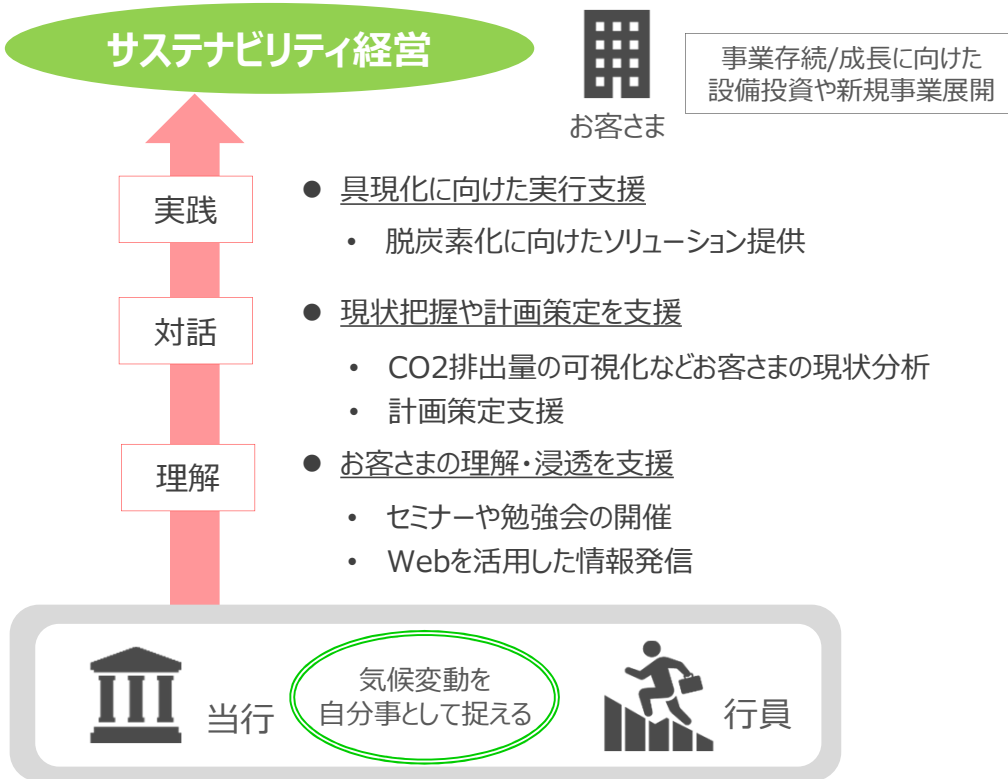 サステナビリティ経営
お客さま
事業存続/成長に向けた
設備投資や新規事業展開
実践
● 具現化に向けた実行支援
• 脱炭素化に向けたソリューション提供
対話
● 現状把握や計画策定を支援
• CO2排出量の可視化などお客さまの現状分析
• 計画策定支援
理解
● お客さまの理解・浸透を支援
• セミナーや勉強会の開催
• Webを活用した情報発信
当行
気候変動を
自分事として捉える
行員